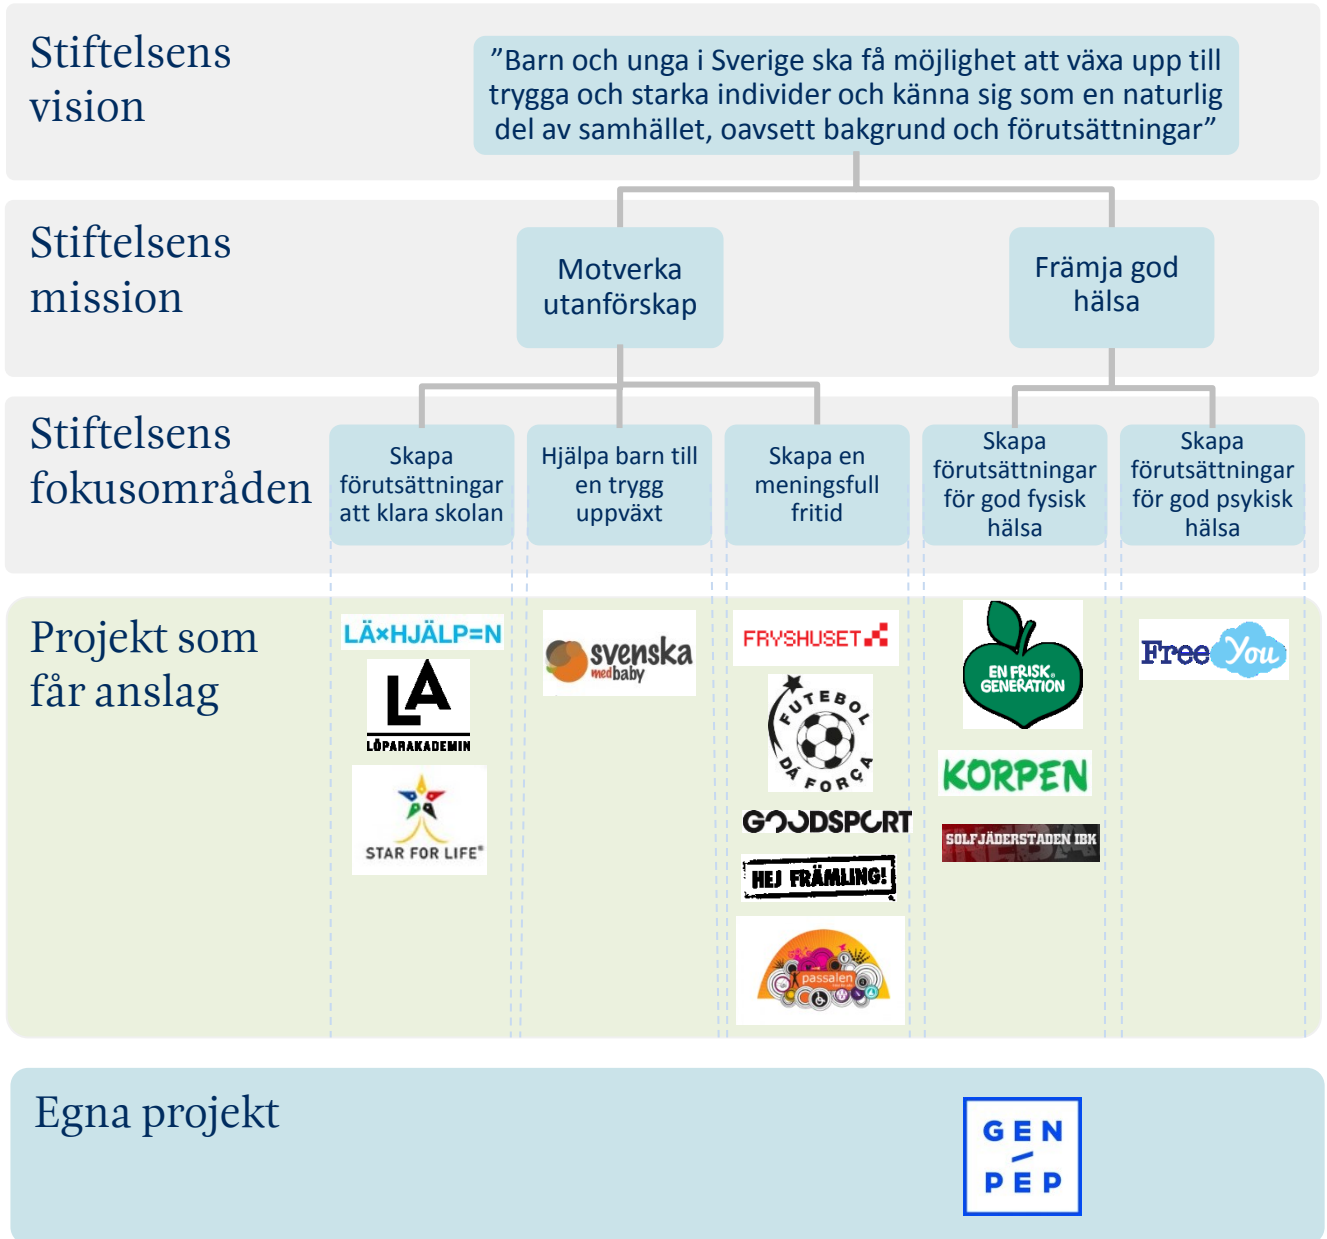 Stiftelsens
vision
”Barn och unga i Sverige ska få möjlighet att växa upp till
trygga och starka individer och känna sig som en naturlig
del av samhället, oavsett bakgrund och förutsättningar”
Stiftelsens
mission
Motverka
utanförskap
Främja god
hälsa
Stiftelsens
fokusområden
Skapa
förutsättningar
att klara skolan
Hjälpa barn till
en trygg
uppväxt
Skapa en
meningsfull
fritid
Skapa
förutsättningar
för god fysisk
hälsa
Skapa
förutsättningar
för god psykisk
hälsa
Projekt som
får anslag
LÄ×HJÄLP=N
LA
LÖPARAKADEMIN
STAR FOR LIFE®
svenska
medbaby
FRYSHUSET
FUTEBOL
DÁ FORÇA
GOODSPORT
HEJ FRÄMLING!
passalen
EN FRISK
GENERATION
KORPEN
SOLFJÄDERSTADEN IBK
Free You
Egna projekt
GEN
PEP